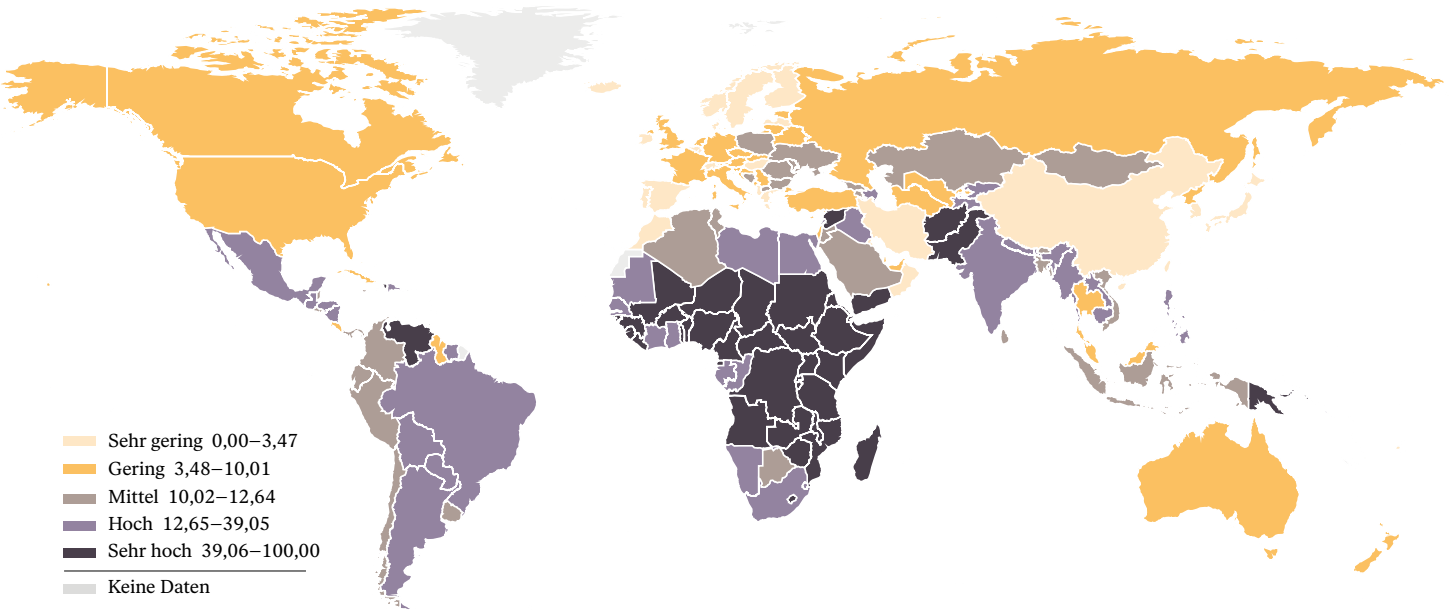 Sehr gering 0,00–3,47
Gering 3,48–10,01
Mittel 10,02–12,64
Hoch 12,65–39,05
Sehr hoch 39,06–100,00
Keine Daten